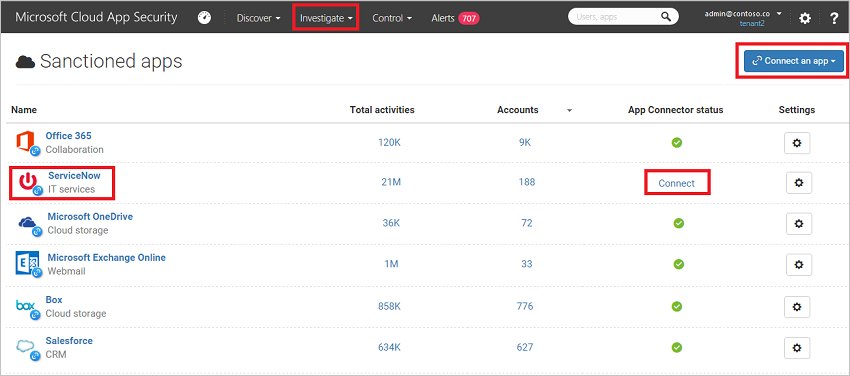 Microsoft Cloud App Security Discover Investigate Control Alerts 707 Users, apps admin@contoso.co ?
tenant2
Sanctioned apps Connect an app
Name Total activities Accounts App Connector status Settings
Office 365
Collaboration 120K 9K
ServiceNow
IT services 21M 188 Connect
Microsoft OneDrive
Cloud storage 36K 72
Microsoft Exchange Online
Webmail 1M 33
box Box
Cloud storage 858K 776
Salesforce
CRM 634K 627